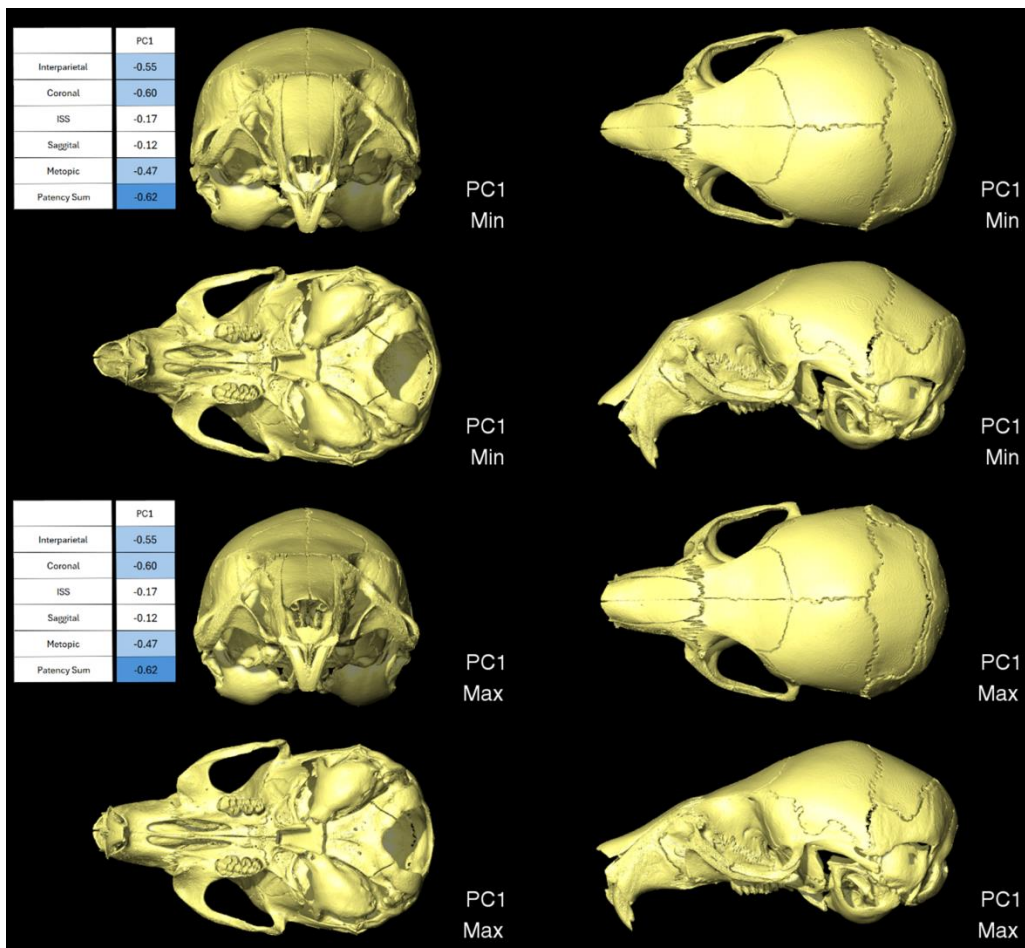 PC1
Interparietal -0.55
Coronal -0.60
ISS -0.17
Saggital -0.12
Metopic -0.47
Patency Sum -0.62
PC1
Min
PC1
Min
PC1
Min
PC1
Min
PC1
Interparietal -0.55
Coronal -0.60
ISS -0.17
Saggital -0.12
Metopic -0.47
Patency Sum -0.62
PC1
Max
PC1
Max
PC1
Max
PC1
Max